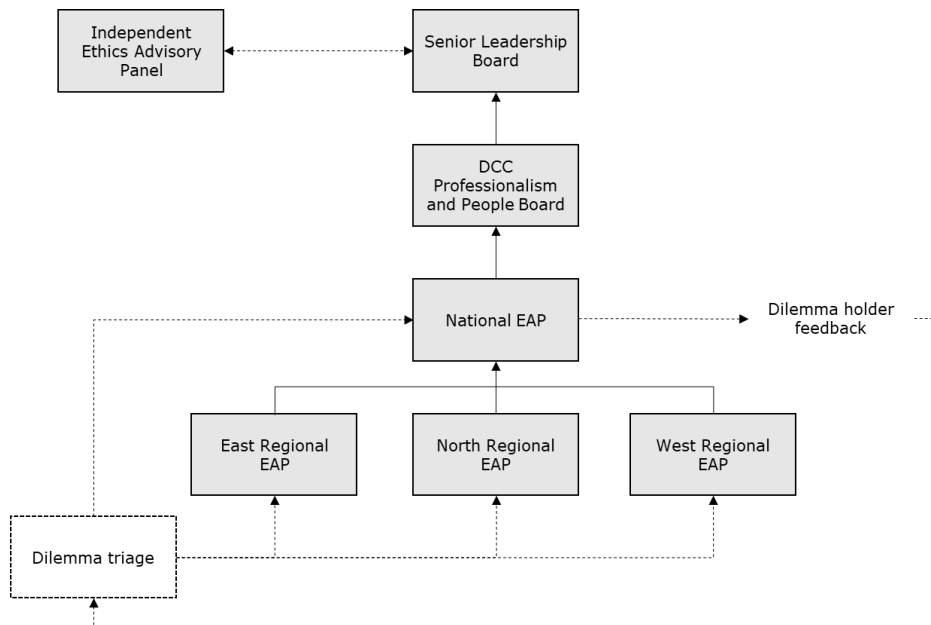 Independent
Ethics Advisory
Panel
Senior Leadership
Board
DCC
Professionalism
and People Board
National EAP
Dilemma holder
feedback
East Regional
EAP
North Regional
EAP
West Regional
EAP
Dilemma triage